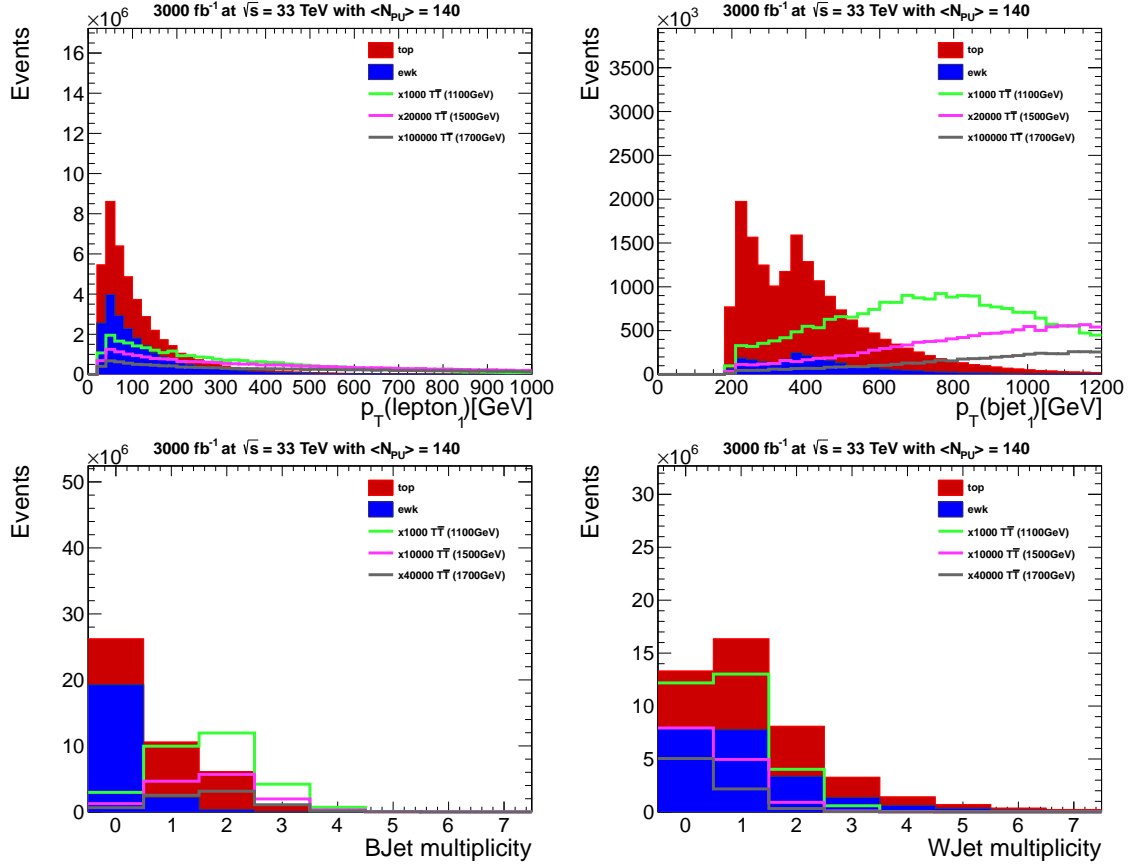 3000 fb⁻¹ at √s = 33 TeV with <N_PU> = 140
×10⁶
Events
top
ewk
x1000 TT̅ (1100GeV)
x20000 TT̅ (1500GeV)
x100000 TT̅ (1700GeV)
16
14
12
10
8
6
4
2
0
0 100 200 300 400 500 600 700 800 900 1000
p_T(lepton_1)[GeV]
3000 fb⁻¹ at √s = 33 TeV with <N_PU> = 140
×10³
Events
top
ewk
x1000 TT̅ (1100GeV)
x20000 TT̅ (1500GeV)
x100000 TT̅ (1700GeV)
3500
3000
2500
2000
1500
1000
500
0
0 200 400 600 800 1000 1200
p_T(bjet_1)[GeV]
3000 fb⁻¹ at √s = 33 TeV with <N_PU> = 140
×10⁶
Events
top
ewk
x1000 TT̅ (1100GeV)
x10000 TT̅ (1500GeV)
x40000 TT̅ (1700GeV)
50
40
30
20
10
0
0 1 2 3 4 5 6 7
BJet multiplicity
3000 fb⁻¹ at √s = 33 TeV with <N_PU> = 140
×10⁶
Events
top
ewk
x1000 TT̅ (1100GeV)
x10000 TT̅ (1500GeV)
x40000 TT̅ (1700GeV)
30
25
20
15
10
5
0
0 1 2 3 4 5 6 7
WJet multiplicity